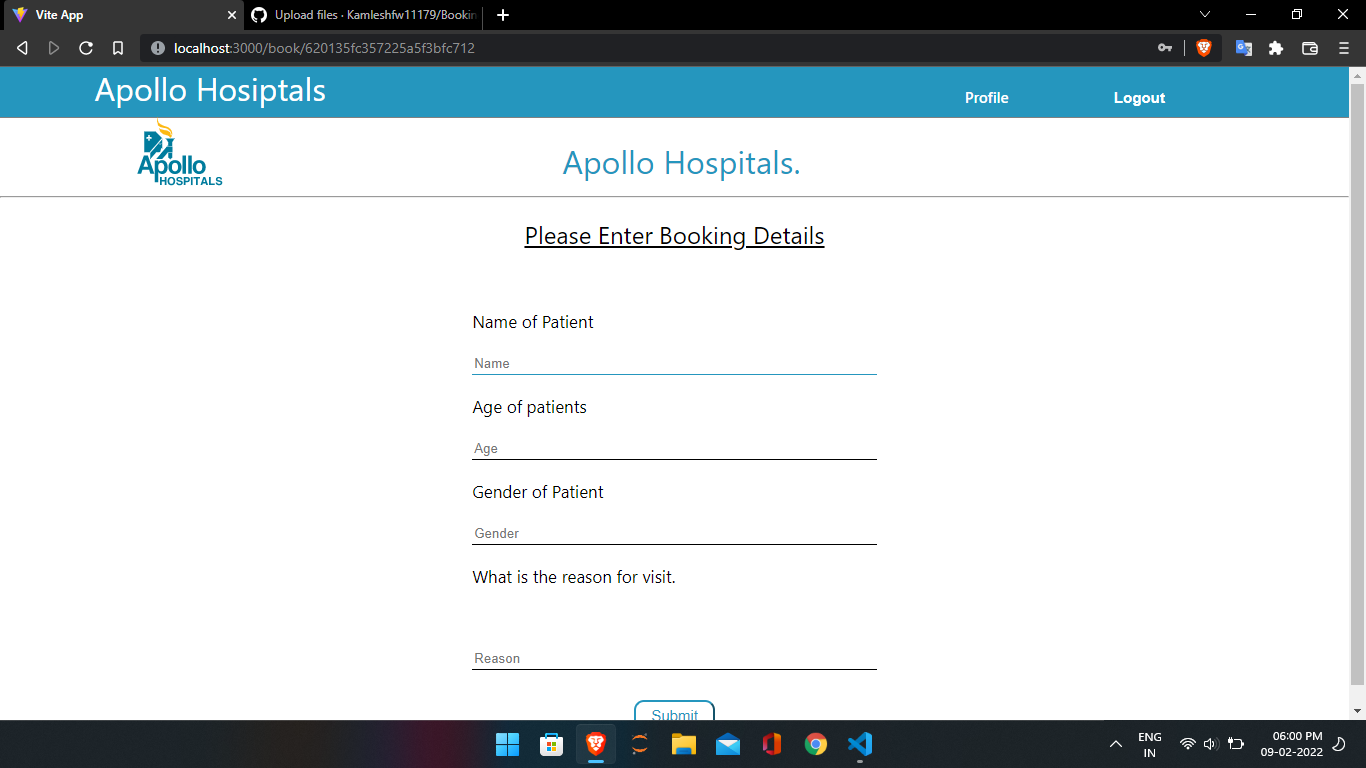 Vite App
Upload files · Kamleshfw11179/Bookin
localhost:3000/book/620135fc357225a5f3bfc712
Apollo Hosiptals
Profile
Logout
Apollo
HOSPITALS
Apollo Hospitals.
Please Enter Booking Details
Name of Patient
Name
Age of patients
Age
Gender of Patient
Gender
What is the reason for visit.
Reason
Submit
ENG
IN
06:00 PM
09-02-2022